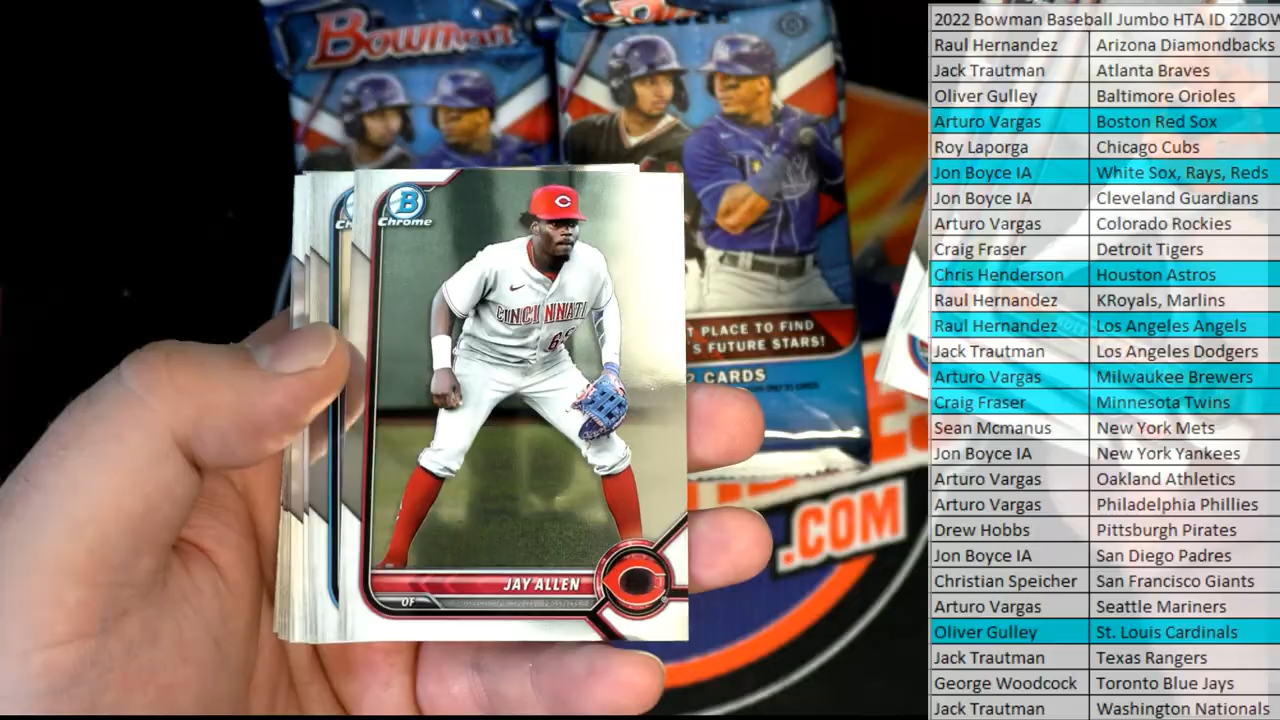 Bowman
T PLACE TO FIND
'S FUTURE STARS!
CARDS
.COM
B
Chrome
C
CINCINNATI
JAY ALLEN
OF
2022 Bowman Baseball Jumbo HTA ID 22BOW
Raul Hernandez Arizona Diamondbacks
Jack Trautman Atlanta Braves
Oliver Gulley Baltimore Orioles
Arturo Vargas Boston Red Sox
Roy Laporga Chicago Cubs
Jon Boyce IA White Sox, Rays, Reds
Jon Boyce IA Cleveland Guardians
Arturo Vargas Colorado Rockies
Craig Fraser Detroit Tigers
Chris Henderson Houston Astros
Raul Hernandez KRoyals, Marlins
Raul Hernandez Los Angeles Angels
Jack Trautman Los Angeles Dodgers
Arturo Vargas Milwaukee Brewers
Craig Fraser Minnesota Twins
Sean Mcmanus New York Mets
Jon Boyce IA New York Yankees
Arturo Vargas Oakland Athletics
Arturo Vargas Philadelphia Phillies
Drew Hobbs Pittsburgh Pirates
Jon Boyce IA San Diego Padres
Christian Speicher San Francisco Giants
Arturo Vargas Seattle Mariners
Oliver Gulley St. Louis Cardinals
Jack Trautman Texas Rangers
George Woodcock Toronto Blue Jays
Jack Trautman Washington Nationals